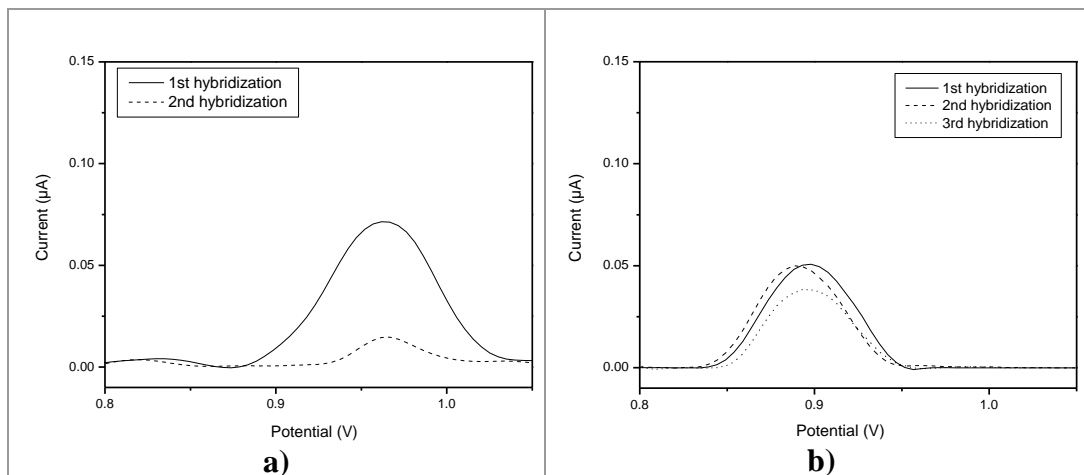 0.15
0.10
0.05
0.00
Current (µA)
1st hybridization
2nd hybridization
0.8
0.9
1.0
Potential (V)
a)
0.15
0.10
0.05
0.00
Current (µA)
1st hybridization
2nd hybridization
3rd hybridization
0.8
0.9
1.0
Potential (V)
b)